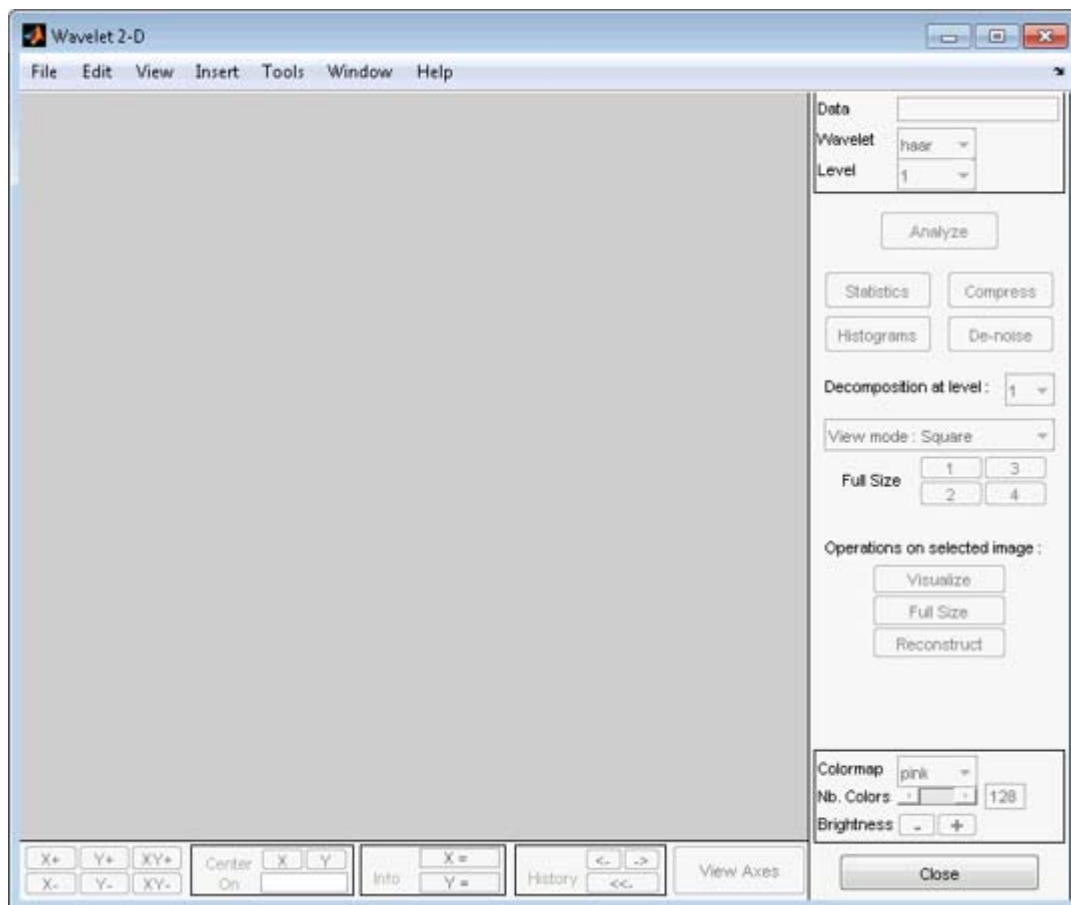 Wavelet 2-D
File Edit View Insert Tools Window Help
Data
Wavelet haar
Level 1
Analyze
Statistics Compress
Histograms De-noise
Decomposition at level : 1
View mode : Square
Full Size 1 3
2 4
Operations on selected image :
Visualize
Full Size
Reconstruct
Colormap pink
Nb. Colors 128
Brightness - +
X+ Y+ XY+ Center X Y X = <- -> View Axes
X- Y- XY- On Info Y = History <<-
Close